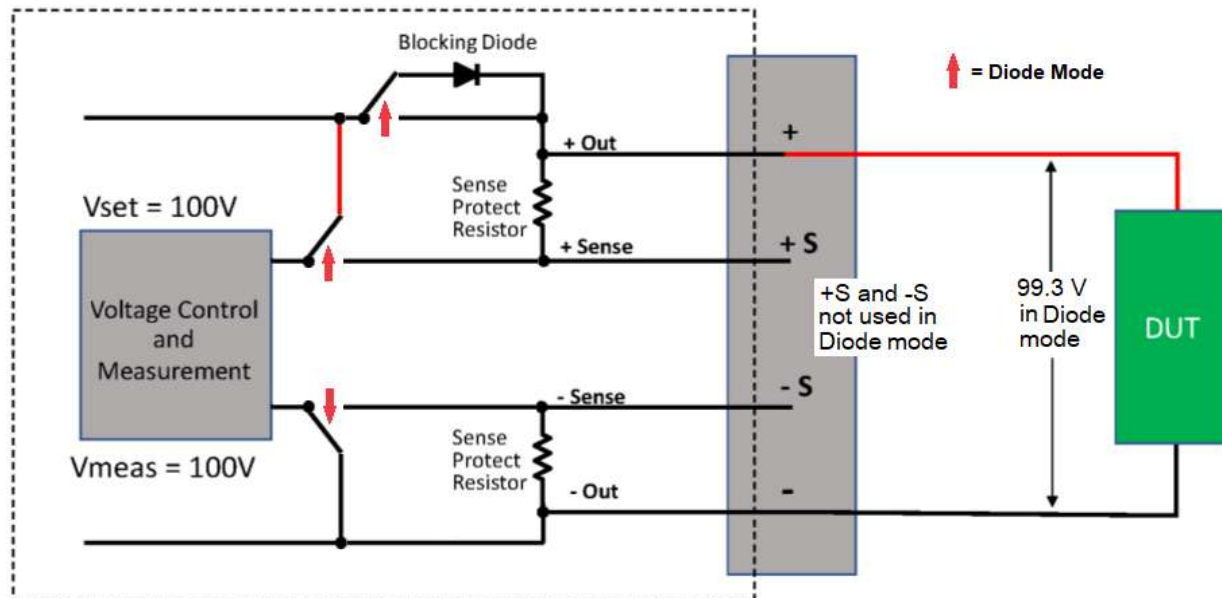 Blocking Diode
= Diode Mode
+ Out
+
Sense
Protect
Resistor
Vset = 100V
+ Sense
+ S
Voltage Control
and
Measurement
+S and -S
not used in
Diode mode
99.3 V
in Diode
mode
DUT
- Sense
- S
Vmeas = 100V
Sense
Protect
Resistor
- Out
-